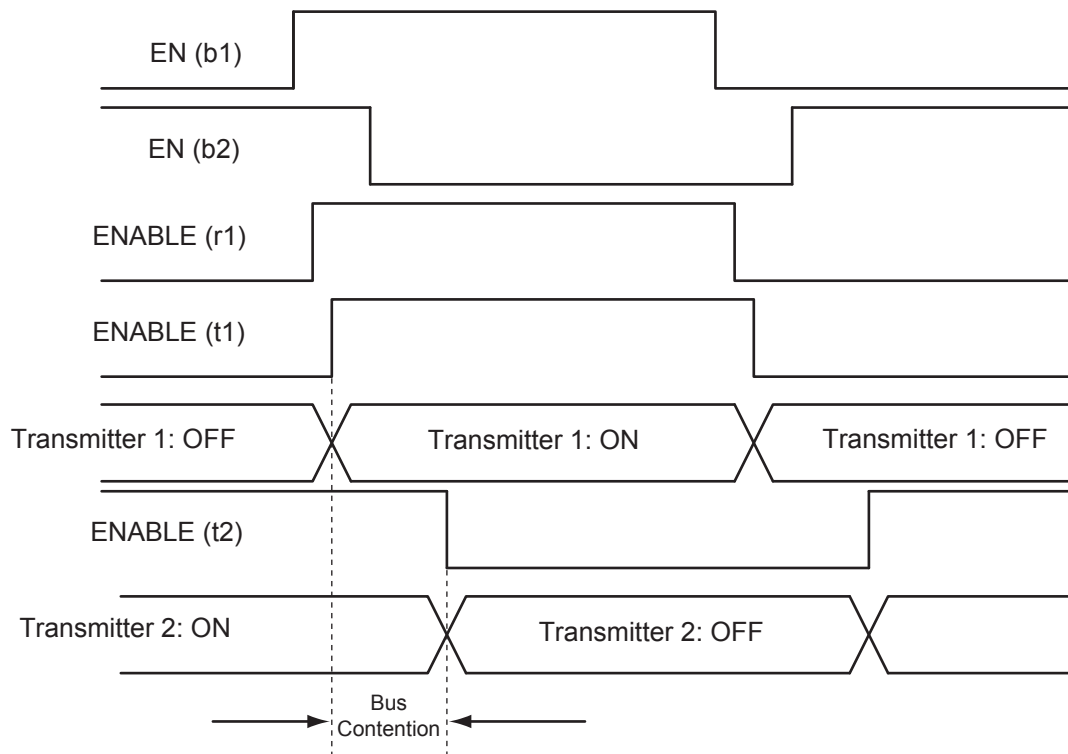 EN (b1)
EN (b2)
ENABLE (r1)
ENABLE (t1)
Transmitter 1: OFF
Transmitter 1: ON
Transmitter 1: OFF
ENABLE (t2)
Transmitter 2: ON
Transmitter 2: OFF
Bus
Contention